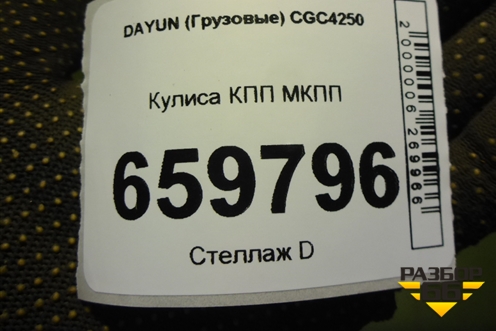 DAYUN (Грузовые) CGC4250
Кулиса КПП МКПП
659796
Стеллаж D
2000006269966
РАЗБОР